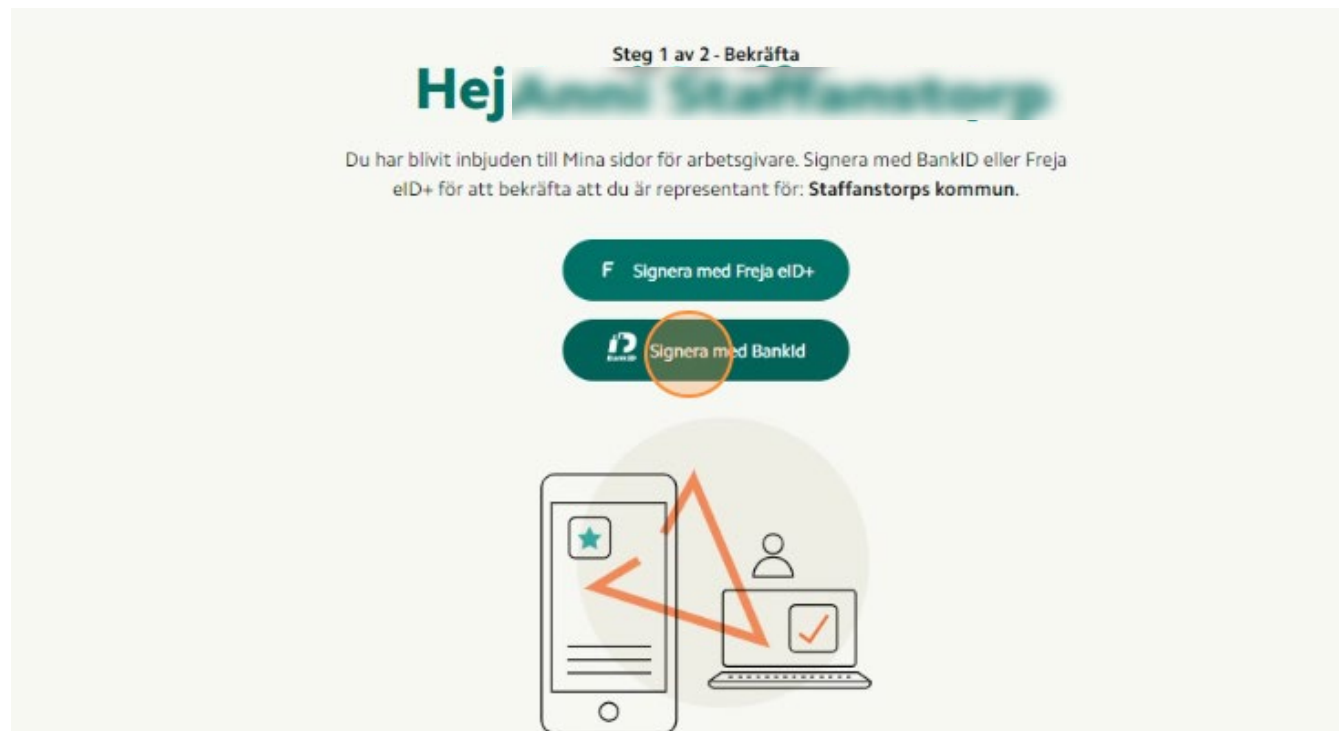 Steg 1 av 2 - Bekräfta
Hej
Du har blivit inbjuden till Mina sidor för arbetsgivare. Signera med BankID eller Freja
eID+ för att bekräfta att du är representant för: Staffanstorps kommun.
F Signera med Freja eID+
BankID Signera med BankId